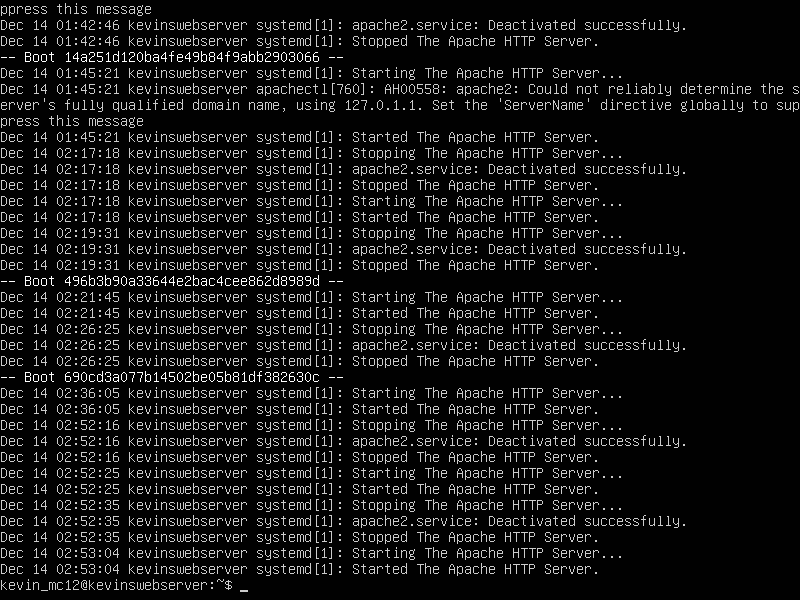 ppress this message
Dec 14 01:42:46 kevinswebserver systemd[1]: apache2.service: Deactivated successfully.
Dec 14 01:42:46 kevinswebserver systemd[1]: Stopped The Apache HTTP Server.
-- Boot 14a251d120ba4fe49b84f9abb2903066 --
Dec 14 01:45:21 kevinswebserver systemd[1]: Starting The Apache HTTP Server...
Dec 14 01:45:21 kevinswebserver apachectl[760]: AH00558: apache2: Could not reliably determine the s
erver's fully qualified domain name, using 127.0.1.1. Set the 'ServerName' directive globally to sup
press this message
Dec 14 01:45:21 kevinswebserver systemd[1]: Started The Apache HTTP Server.
Dec 14 02:17:18 kevinswebserver systemd[1]: Stopping The Apache HTTP Server...
Dec 14 02:17:18 kevinswebserver systemd[1]: apache2.service: Deactivated successfully.
Dec 14 02:17:18 kevinswebserver systemd[1]: Stopped The Apache HTTP Server.
Dec 14 02:17:18 kevinswebserver systemd[1]: Starting The Apache HTTP Server...
Dec 14 02:17:18 kevinswebserver systemd[1]: Started The Apache HTTP Server.
Dec 14 02:19:31 kevinswebserver systemd[1]: Stopping The Apache HTTP Server...
Dec 14 02:19:31 kevinswebserver systemd[1]: apache2.service: Deactivated successfully.
Dec 14 02:19:31 kevinswebserver systemd[1]: Stopped The Apache HTTP Server.
-- Boot 496b3b90a33644e2bac4cee862d8989d --
Dec 14 02:21:45 kevinswebserver systemd[1]: Starting The Apache HTTP Server...
Dec 14 02:21:45 kevinswebserver systemd[1]: Started The Apache HTTP Server.
Dec 14 02:26:25 kevinswebserver systemd[1]: Stopping The Apache HTTP Server...
Dec 14 02:26:25 kevinswebserver systemd[1]: apache2.service: Deactivated successfully.
Dec 14 02:26:25 kevinswebserver systemd[1]: Stopped The Apache HTTP Server.
-- Boot 690cd3a077b14502be05b81df382630c --
Dec 14 02:36:05 kevinswebserver systemd[1]: Starting The Apache HTTP Server...
Dec 14 02:36:05 kevinswebserver systemd[1]: Started The Apache HTTP Server.
Dec 14 02:52:16 kevinswebserver systemd[1]: Stopping The Apache HTTP Server...
Dec 14 02:52:16 kevinswebserver systemd[1]: apache2.service: Deactivated successfully.
Dec 14 02:52:16 kevinswebserver systemd[1]: Stopped The Apache HTTP Server.
Dec 14 02:52:25 kevinswebserver systemd[1]: Starting The Apache HTTP Server...
Dec 14 02:52:25 kevinswebserver systemd[1]: Started The Apache HTTP Server.
Dec 14 02:52:35 kevinswebserver systemd[1]: Stopping The Apache HTTP Server...
Dec 14 02:52:35 kevinswebserver systemd[1]: apache2.service: Deactivated successfully.
Dec 14 02:52:35 kevinswebserver systemd[1]: Stopped The Apache HTTP Server.
Dec 14 02:53:04 kevinswebserver systemd[1]: Starting The Apache HTTP Server...
Dec 14 02:53:04 kevinswebserver systemd[1]: Started The Apache HTTP Server.
kevin_mc12@kevinswebserver:~$ _